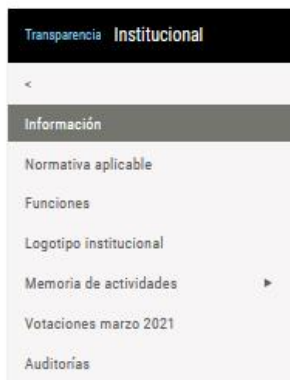 Transparencia Institucional
<
Información
Normativa aplicable
Funciones
Logotipo institucional
Memoria de actividades ▶
Votaciones marzo 2021
Auditorías